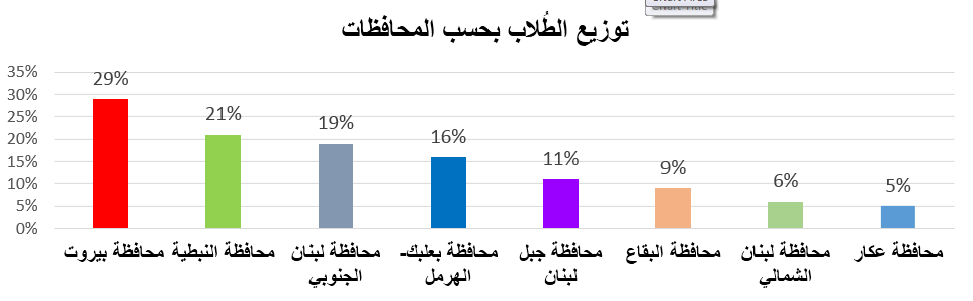 توزيع الطُلاب بحسب المحافظات
35%
30%
25%
20%
15%
10%
5%
0%
29%
21%
19%
16%
11%
9%
6%
5%
محافظة بيروت
محافظة النبطية
محافظة لبنان
الجنوبي
محافظة بعلبك-
الهرمل
محافظة جبل
لبنان
محافظة البقاع
محافظة لبنان
الشمالي
محافظة عكار